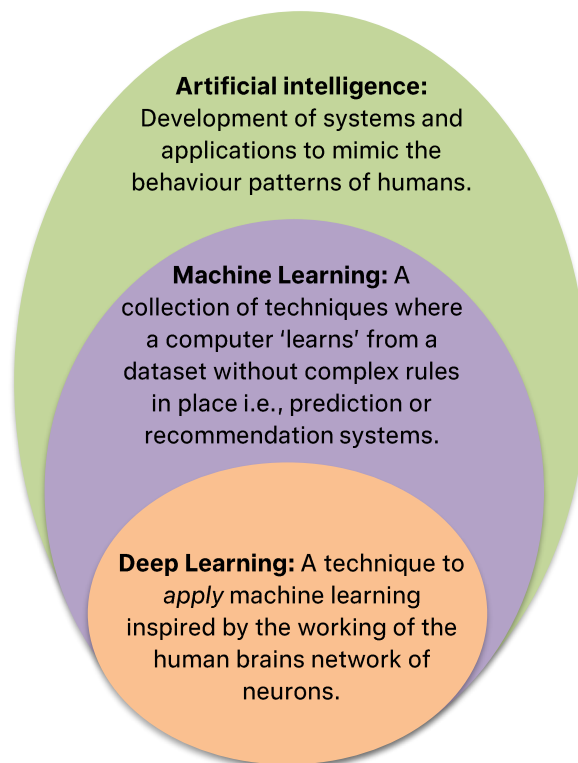 Artificial intelligence:
Development of systems and
applications to mimic the
behaviour patterns of humans.
Machine Learning: A
collection of techniques where
a computer ‘learns’ from a
dataset without complex rules
in place i.e., prediction or
recommendation systems.
Deep Learning: A technique to
apply machine learning
inspired by the working of the
human brains network of
neurons.